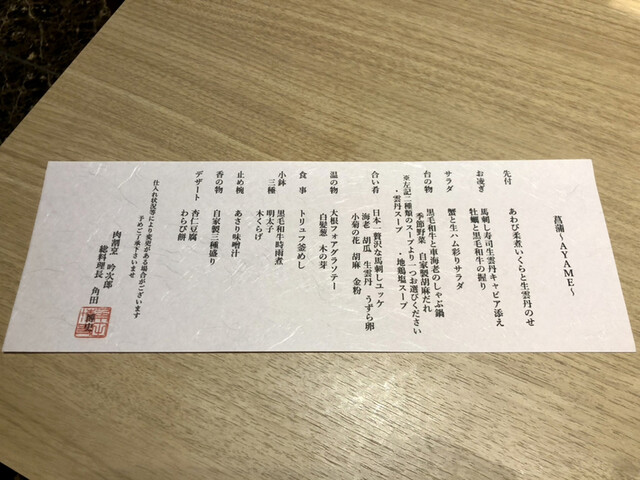 菖蒲～AYAME～
先付
あわび柔煮いくらと生雲丹のせ
お凌ぎ
馬刺し寿司生雲丹キャビア添え
牡蠣と黒毛和牛の握り
サラダ
蟹と生ハム彩りサラダ
台の物
黒毛和牛と車海老のしゃぶ鍋
季節野菜　自家製胡麻だれ
※左記二種類のスープより一つお選びください
・雲丹スープ　・地鶏塩スープ
合い肴
日本一贅沢な馬刺しユッケ
海老　胡瓜　生雲丹　うずら卵
小菊の花　胡麻　金粉
温の物
大根フォアグラソテー
白髪葱　木の芽
食事
トリュフ釜めし
小鉢三種
黒毛和牛時雨煮
明太子
木くらげ
止め椀
あさり味噌汁
香の物
自家製三種盛り
デザート
杏仁豆腐
わらび餅
仕入れ状況等により変更がある場合がございます
予めご了承下さいませ
肉割烹　吟次郎
総料理長　角田